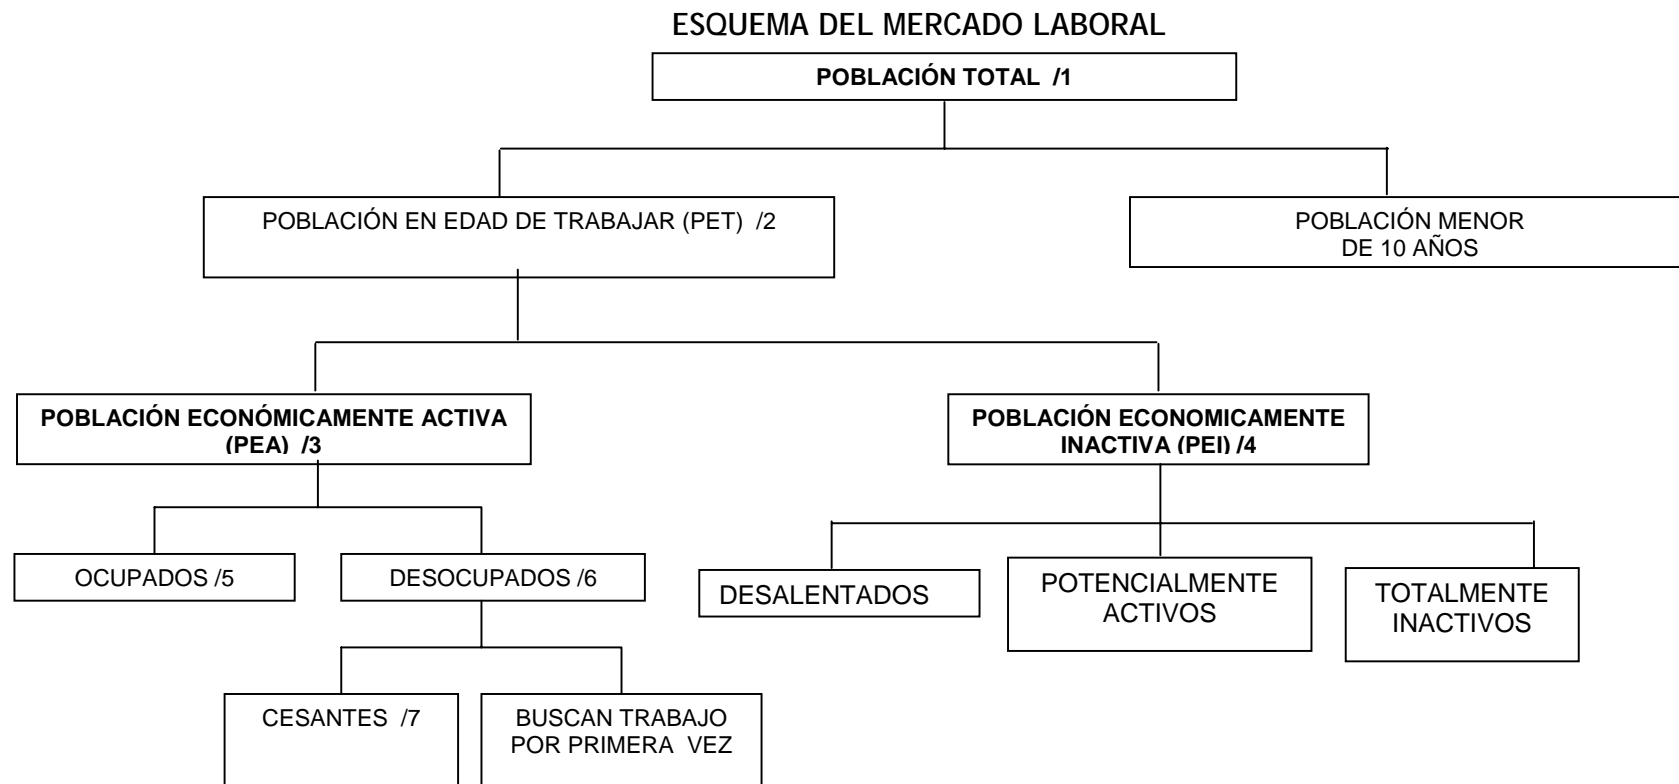 ESQUEMA DEL MERCADO LABORAL
POBLACIÓN TOTAL /1
POBLACIÓN EN EDAD DE TRABAJAR (PET) /2
POBLACIÓN MENOR
DE 10 AÑOS
POBLACIÓN ECONÓMICAMENTE ACTIVA
(PEA) /3
POBLACIÓN ECONOMICAMENTE
INACTIVA (PEI) /4
OCUPADOS /5
DESOCUPADOS /6
DESALENTADOS
POTENCIALMENTE
ACTIVOS
TOTALMENTE
INACTIVOS
CESANTES /7
BUSCAN TRABAJO
POR PRIMERA VEZ